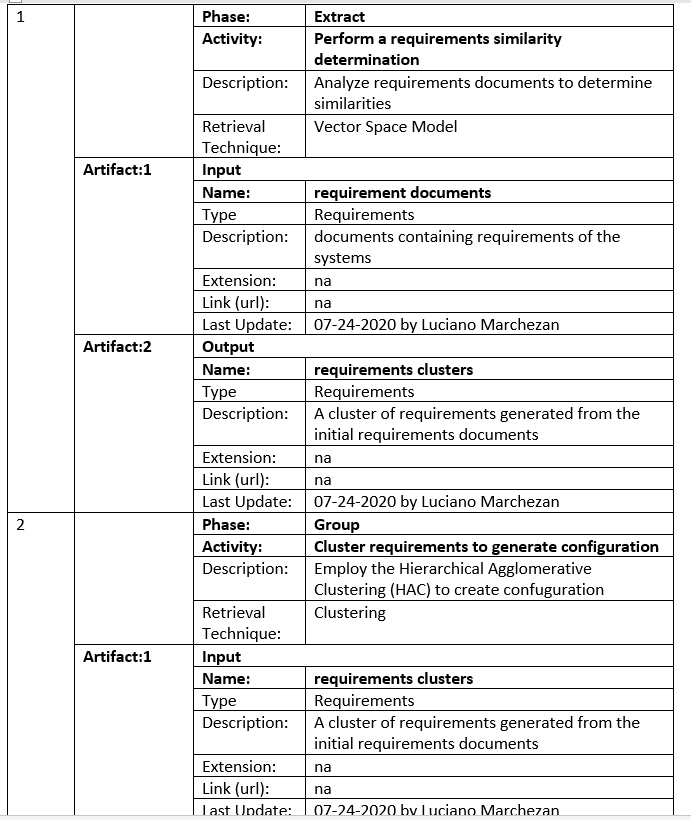 1
Phase: Extract
Activity: Perform a requirements similarity
determination
Description: Analyze requirements documents to determine
similarities
Retrieval Vector Space Model
Technique:
Artifact:1 Input
Name: requirement documents
Type Requirements
Description: documents containing requirements of the
systems
Extension: na
Link (url): na
Last Update: 07-24-2020 by Luciano Marchezan
Artifact:2 Output
Name: requirements clusters
Type Requirements
Description: A cluster of requirements generated from the
initial requirements documents
Extension: na
Link (url): na
Last Update: 07-24-2020 by Luciano Marchezan
2
Phase: Group
Activity: Cluster requirements to generate configuration
Description: Employ the Hierarchical Agglomerative
Clustering (HAC) to create confuguration
Retrieval Clustering
Technique:
Artifact:1 Input
Name: requirements clusters
Type Requirements
Description: A cluster of requirements generated from the
initial requirements documents
Extension: na
Link (url): na
Last Update: 07-24-2020 by Luciano Marchezan